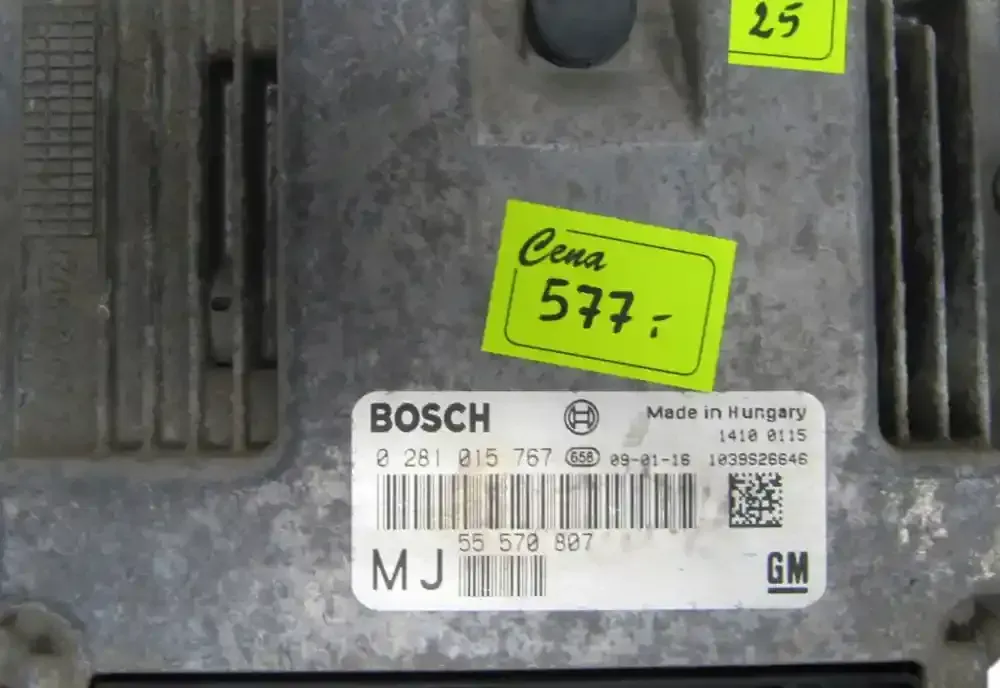 25
Cena
577.-
BOSCH
Made in Hungary
1410 0115
0 281 015 767 658 09-01-16 1039S26646
55 570 807
MJ
GM